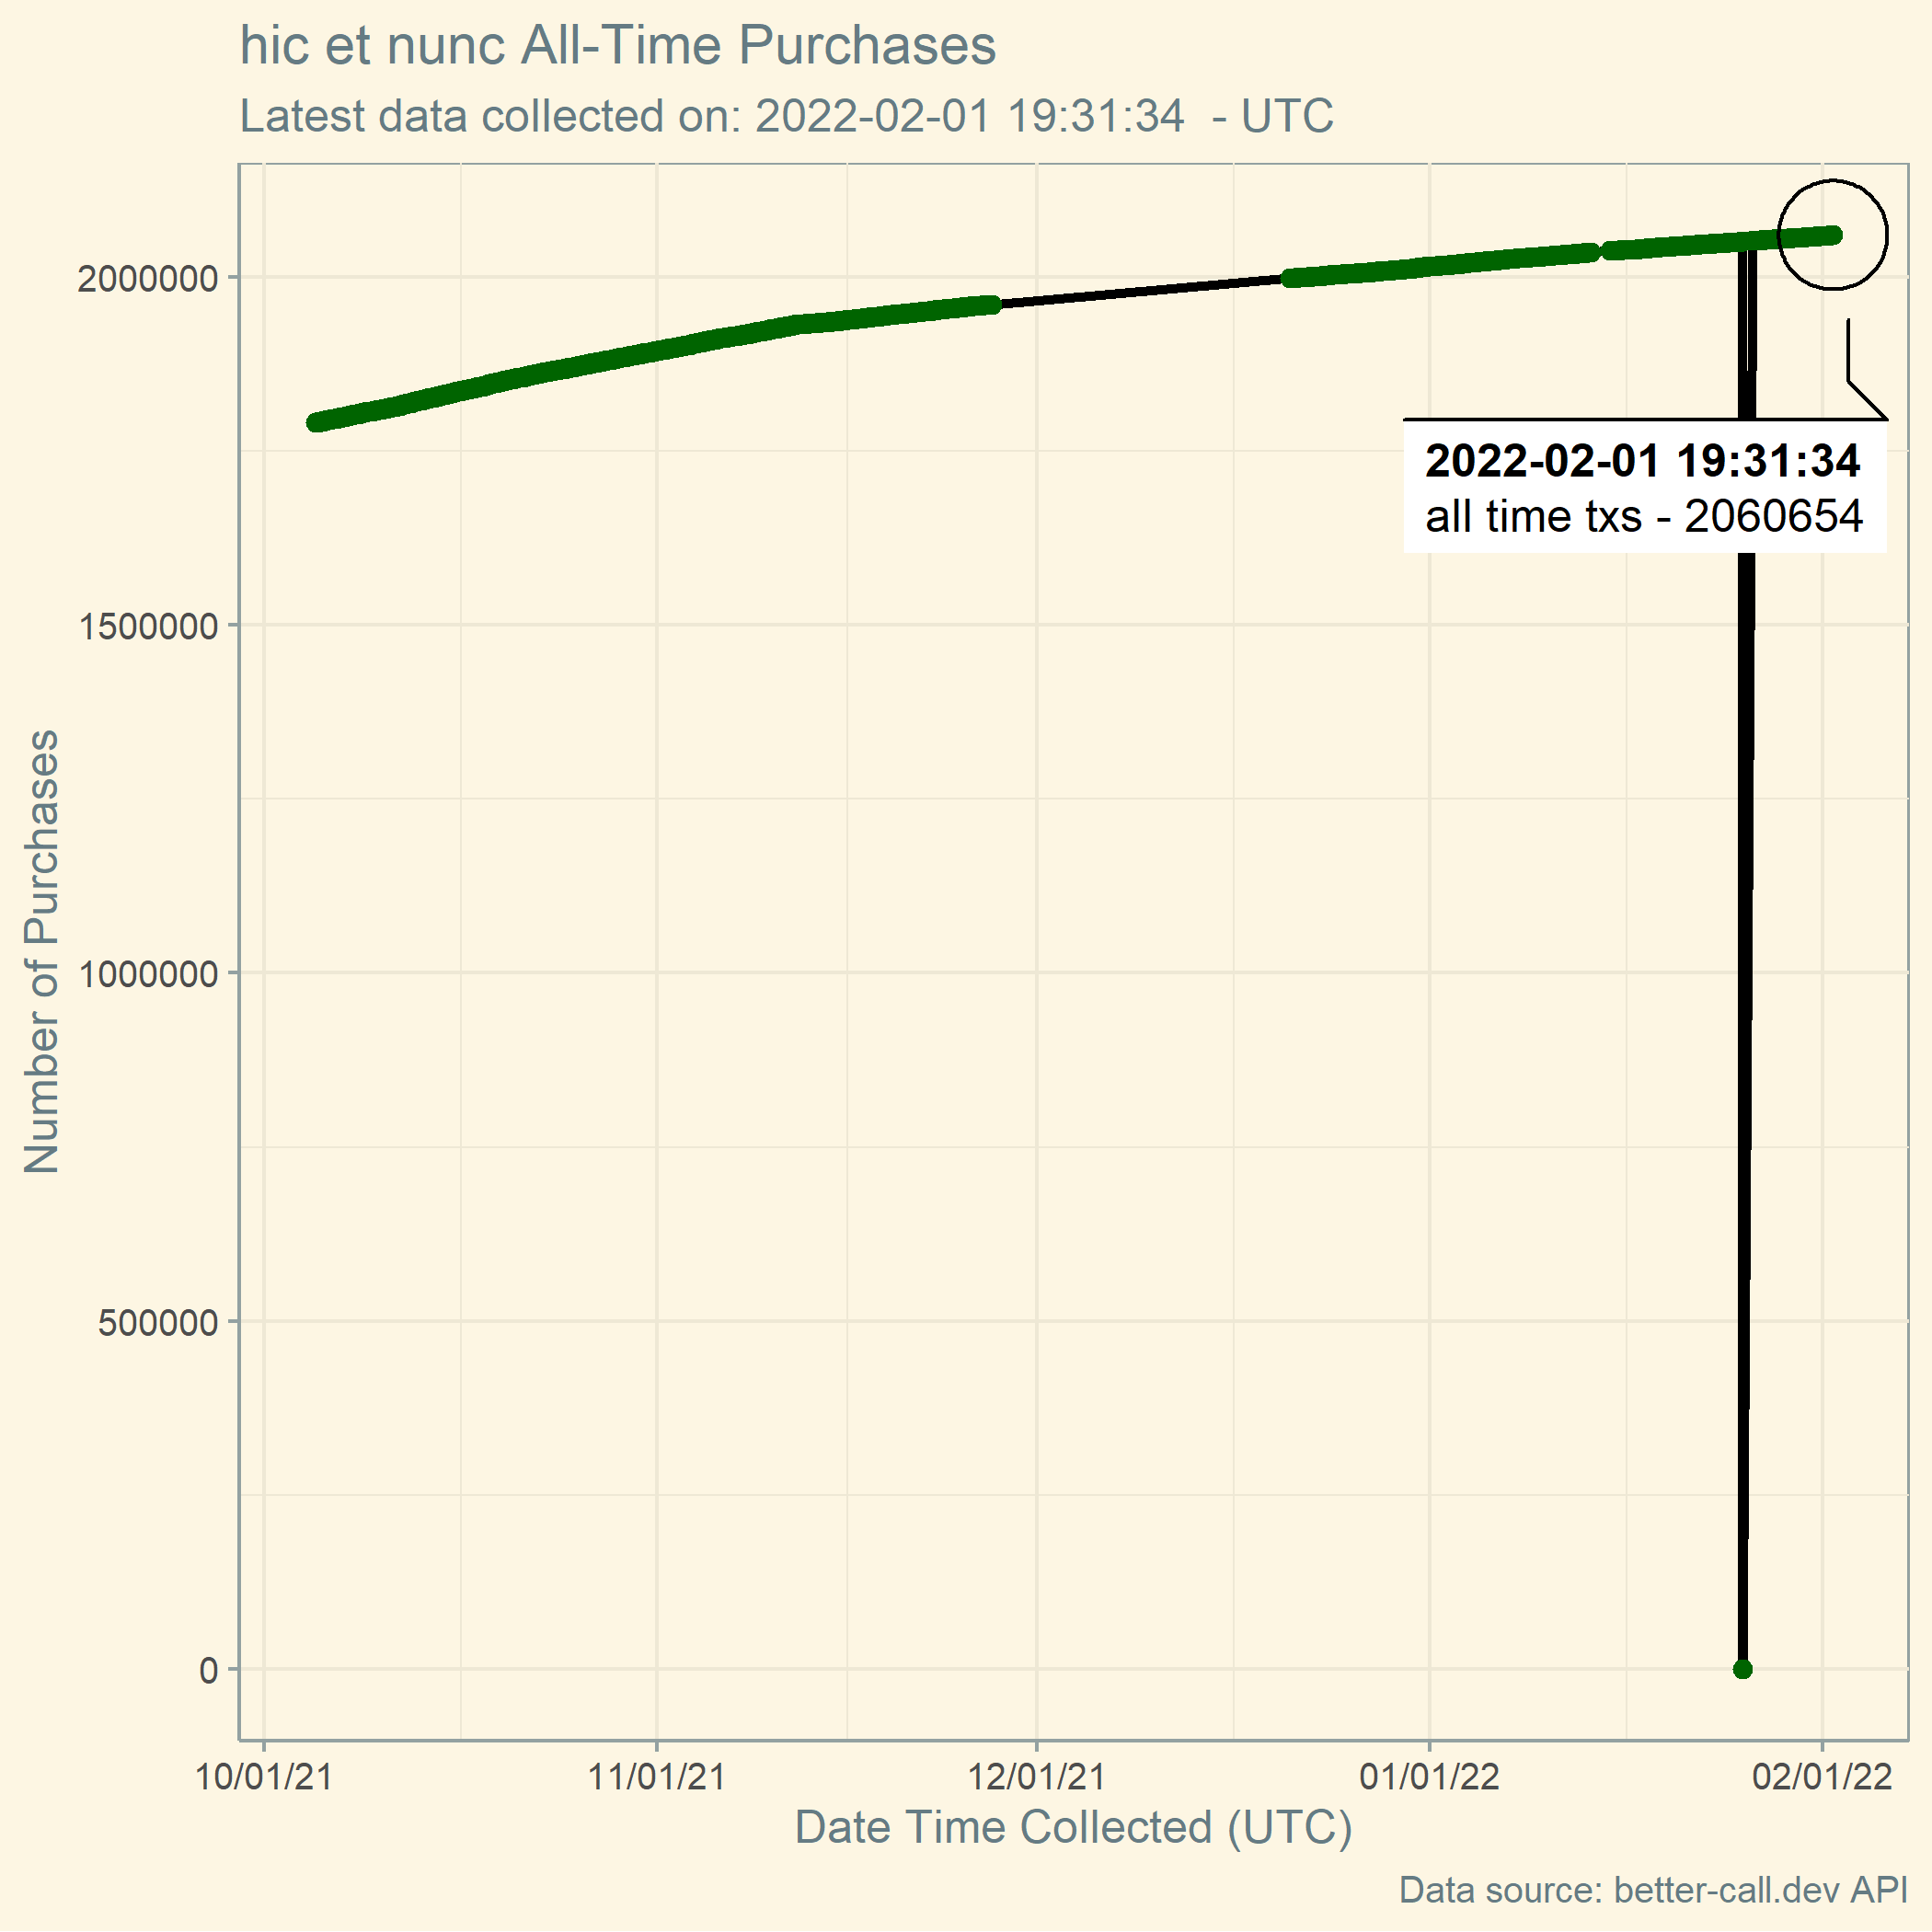 hic et nunc All-Time Purchases
Latest data collected on: 2022-02-01 19:31:34  - UTC
2000000
1500000
1000000
500000
0
Number of Purchases
2022-02-01 19:31:34
all time txs - 2060654
10/01/21
11/01/21
12/01/21
01/01/22
02/01/22
Date Time Collected (UTC)
Data source: better-call.dev API